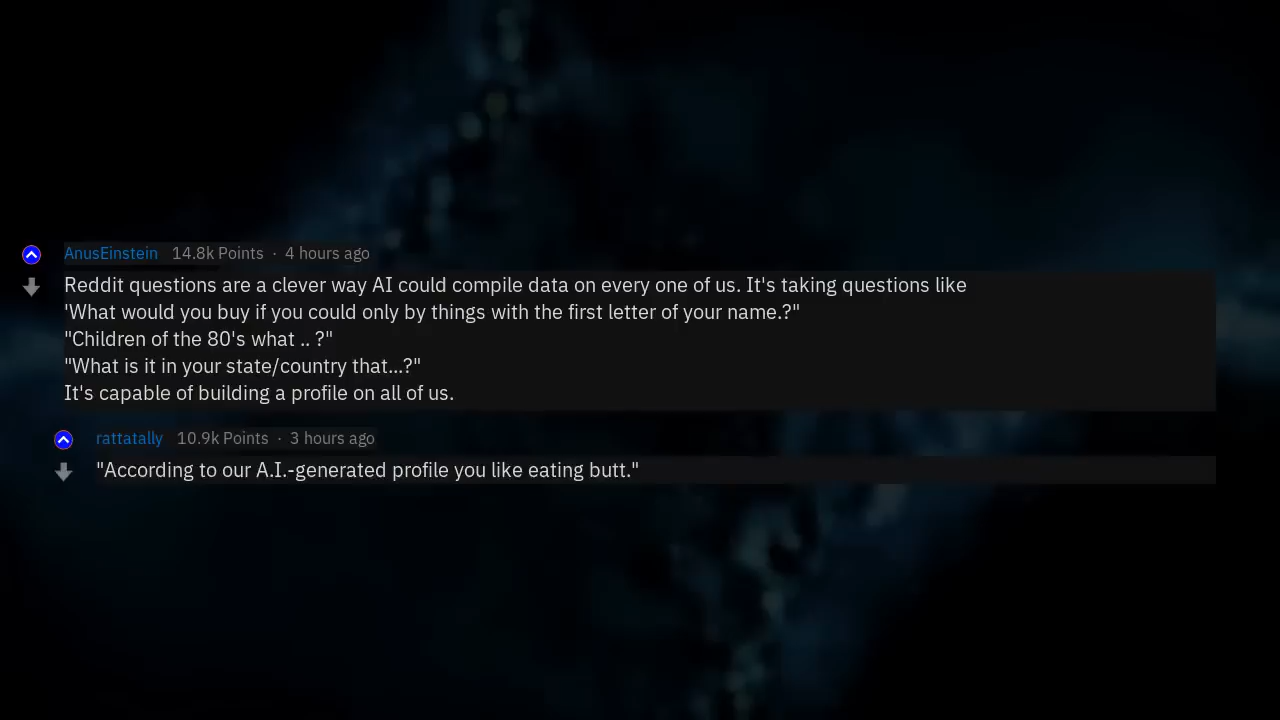 AnusEinstein 14.8k Points · 4 hours ago
Reddit questions are a clever way AI could compile data on every one of us. It's taking questions like
'What would you buy if you could only by things with the first letter of your name.?"
"Children of the 80's what .. ?"
"What is it in your state/country that...?"
It's capable of building a profile on all of us.
rattatally 10.9k Points · 3 hours ago
"According to our A.I.-generated profile you like eating butt."